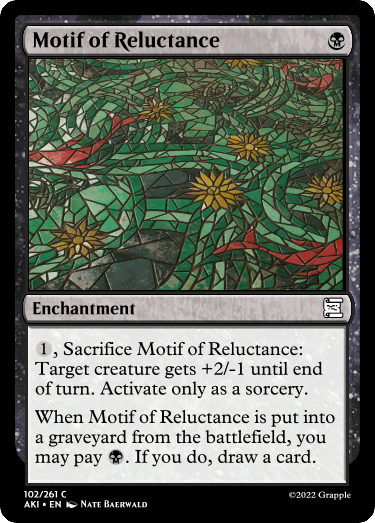 Motif of Reluctance
Enchantment
1, Sacrifice Motif of Reluctance:
Target creature gets +2/-1 until end
of turn. Activate only as a sorcery.
When Motif of Reluctance is put into
a graveyard from the battlefield, you
may pay . If you do, draw a card.
102/261 C
AKI • EN Nate Baerwald
©2022 Grapple